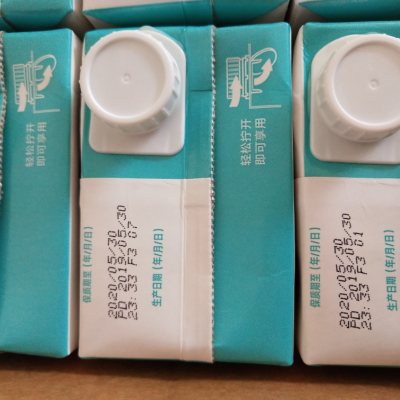 轻松拧开
即可享用
轻松拧开
即可享用
保质期至（年/月/日）
2020/05/30
PD 2019/05/30
23:33 F3 07
生产日期（年/月/日）
保质期至（年/月/日）
2020/05/30
PD 2019/05/30
23:33 F3 01
生产日期（年/月/日）